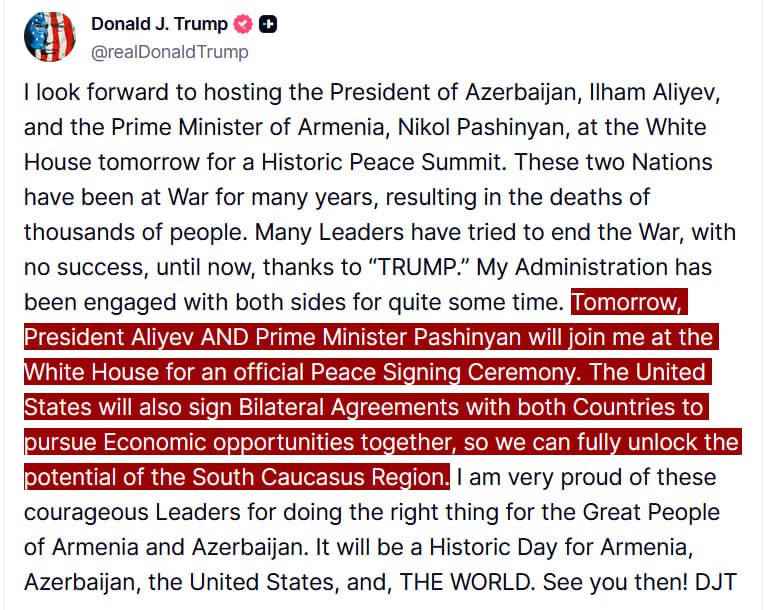 Donald J. Trump
@realDonaldTrump
I look forward to hosting the President of Azerbaijan, Ilham Aliyev,
and the Prime Minister of Armenia, Nikol Pashinyan, at the White
House tomorrow for a Historic Peace Summit. These two Nations
have been at War for many years, resulting in the deaths of
thousands of people. Many Leaders have tried to end the War, with
no success, until now, thanks to “TRUMP.” My Administration has
been engaged with both sides for quite some time. Tomorrow,
President Aliyev AND Prime Minister Pashinyan will join me at the
White House for an official Peace Signing Ceremony. The United
States will also sign Bilateral Agreements with both Countries to
pursue Economic opportunities together, so we can fully unlock the
potential of the South Caucasus Region. I am very proud of these
courageous Leaders for doing the right thing for the Great People
of Armenia and Azerbaijan. It will be a Historic Day for Armenia,
Azerbaijan, the United States, and, THE WORLD. See you then! DJT